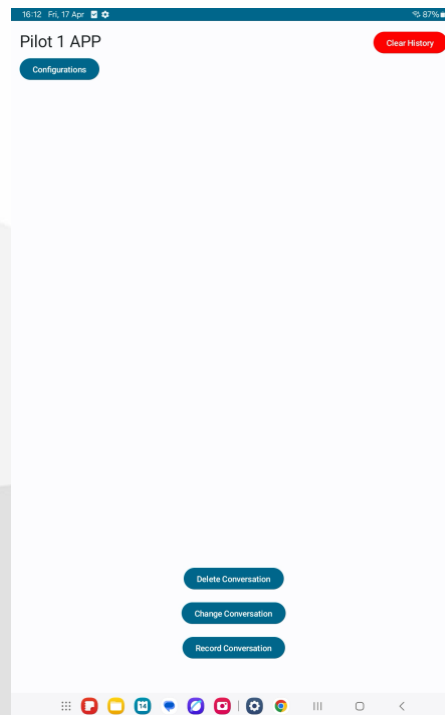 16:12 Fri, 17 Apr 87%
Pilot 1 APP
Clear History
Configurations
Delete Conversation
Change Conversation
Record Conversation
14